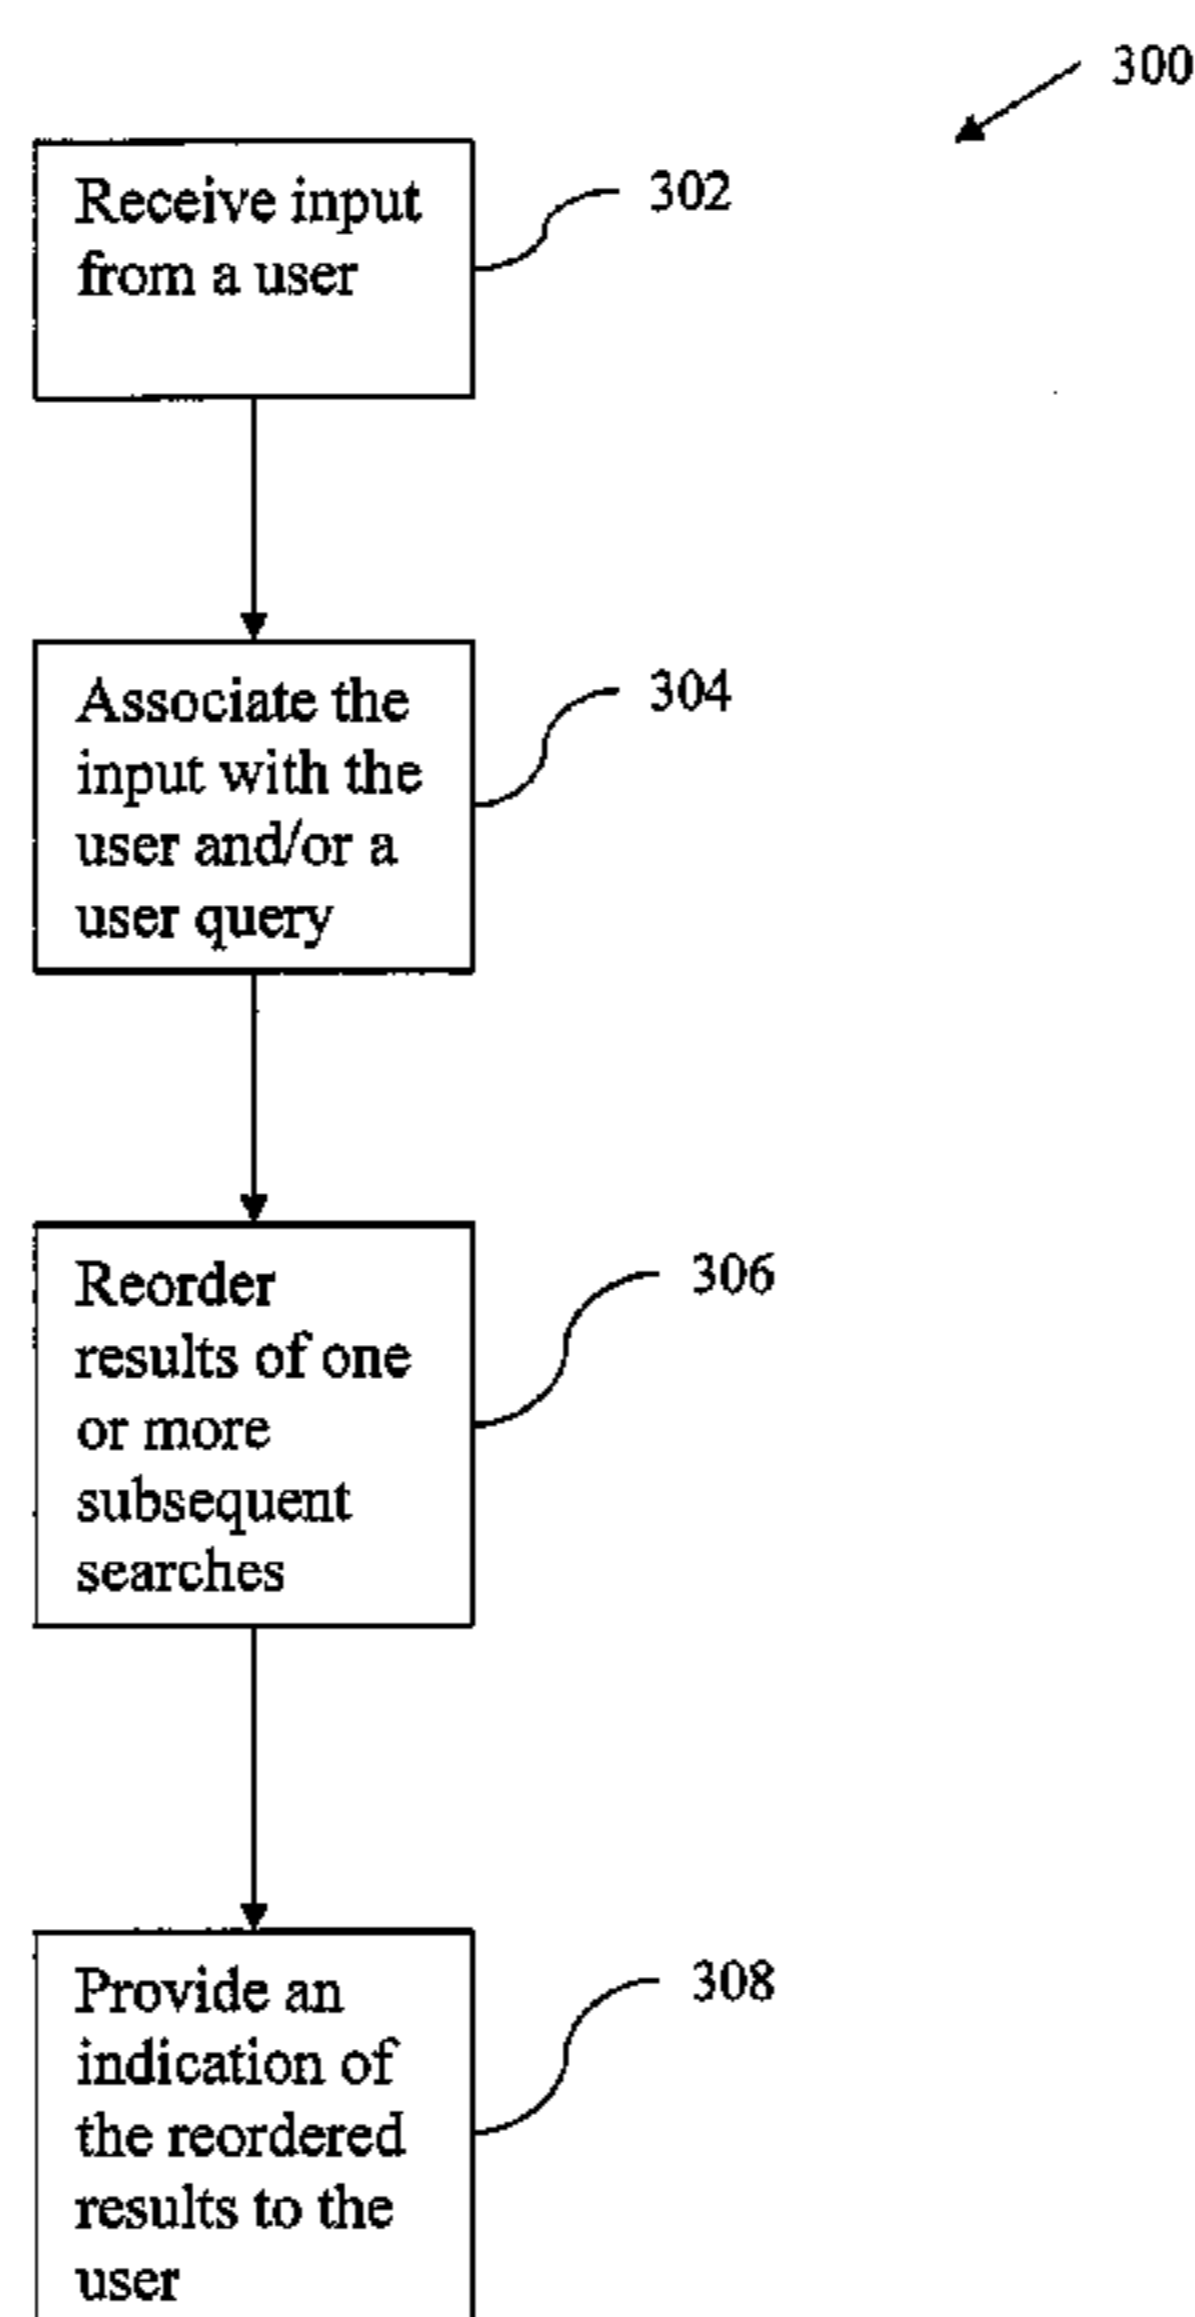 300
Receive input
from a user
302
Associate the
input with the
user and/or a
user query
304
Reorder
results of one
or more
subsequent
searches
306
Provide an
indication of
the reordered
results to the
user
308